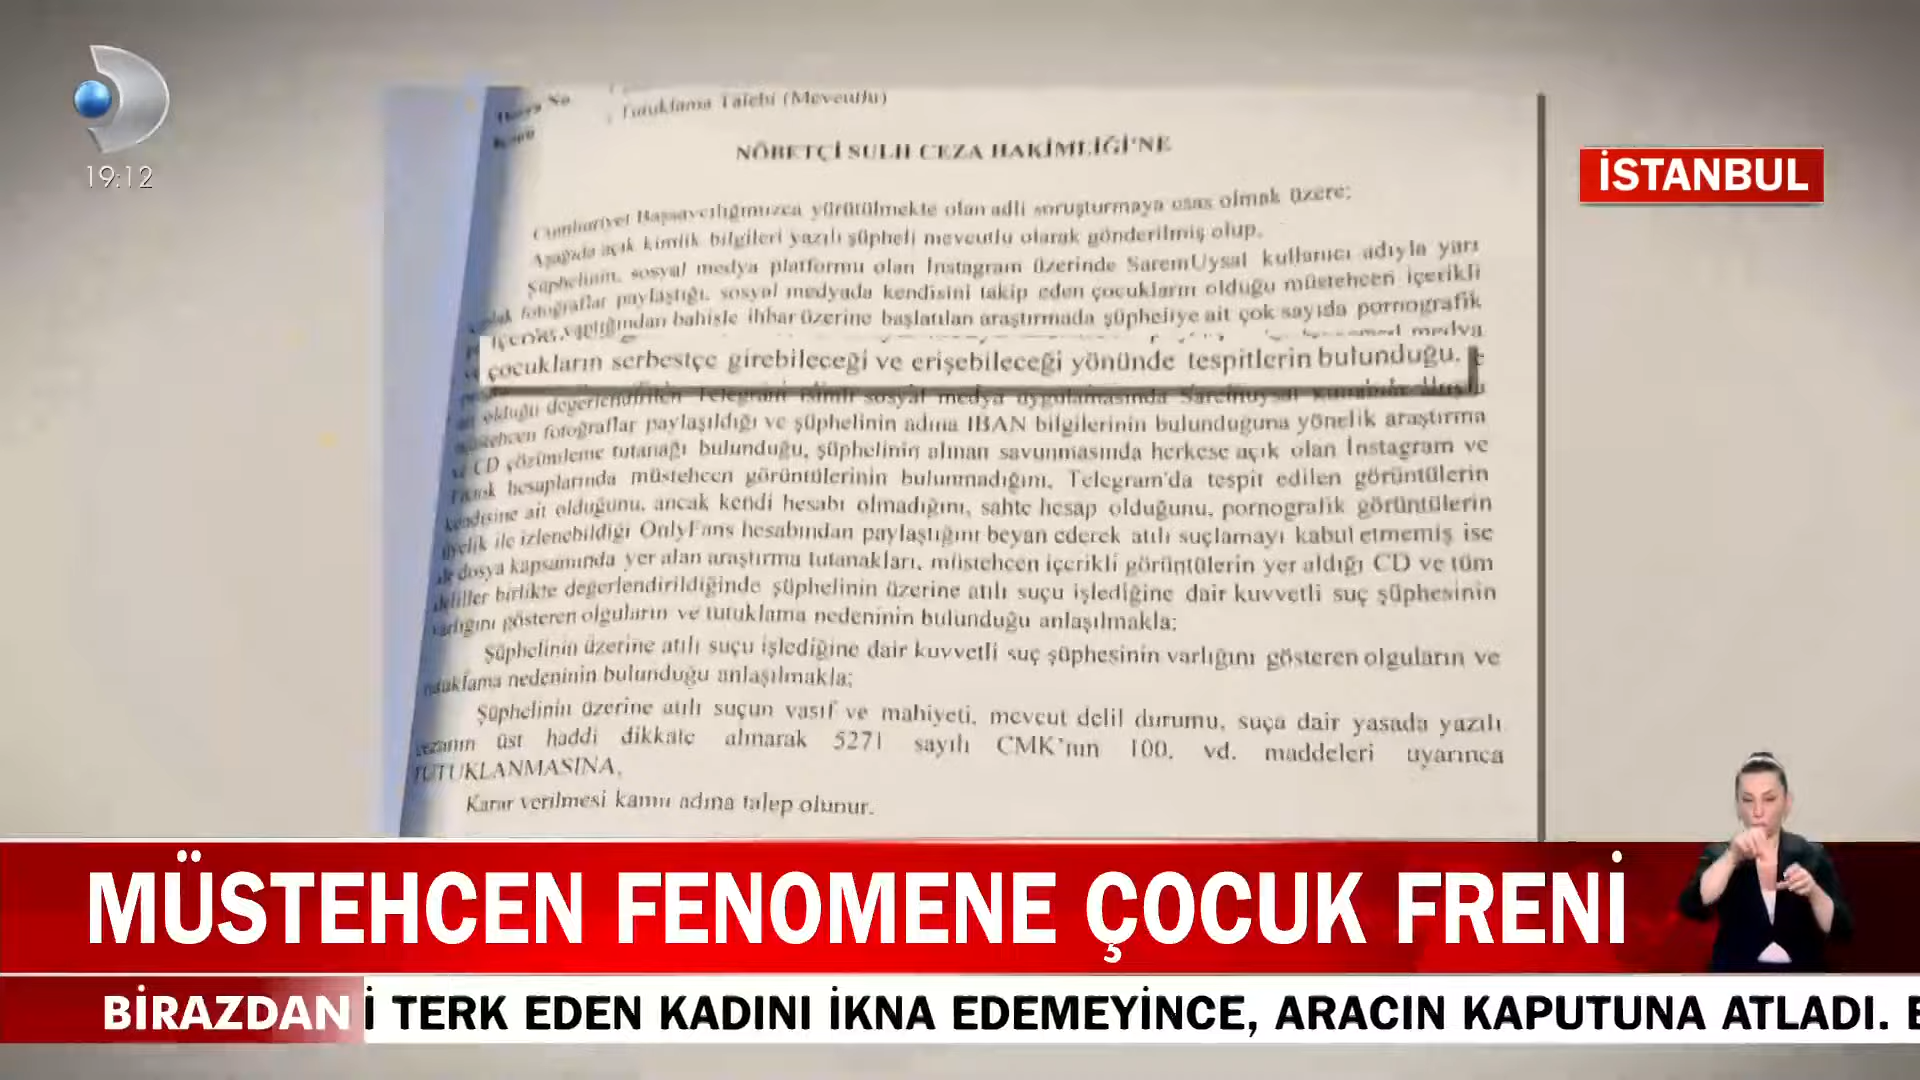 19:12
İSTANBUL
Tutuklama Talebi (Mevcutlu)
NÖBETÇİ SULH CEZA HAKİMLİĞİ'NE
Cumhuriyet Başsavcılığımızca yürütülmekte olan adli soruşturmaya esas olmak üzere;
Aşağıda açık kimlik bilgileri yazılı şüpheli mevcutlu olarak gönderilmiş olup,
Şüphelinin, sosyal medya platformu olan Instagram üzerinde SaremUysal kullanıcı adıyla yarı
fotoğraflar paylaştığı, sosyal medyada kendisini takip eden çocukların olduğu müstehcen içerikli
yaptığından bahisle ihbar üzerine başlatılan araştırmada şüpheliye ait çok sayıda pornografik
medya
çocukların serbestçe girebileceği ve erişebileceği yönünde tespitlerin bulunduğu.
olduğu değerlendirilen Telegram isimli sosyal medya uygulamasında
müstehcen fotoğraflar paylaşıldığı ve şüphelinin adına IBAN bilgilerinin bulunduğuna yönelik araştırma
ve CD çözümleme tutanağı bulunduğu, şüphelinin alınan savunmasında herkese açık olan Instagram ve
hesaplarında müstehcen görüntülerinin bulunmadığını, Telegram'da tespit edilen görüntülerin
kendisine ait olduğunu, ancak kendi hesabı olmadığını, sahte hesap olduğunu, pornografik görüntülerin
üyelik ile izlenebildiği OnlyFans hesabından paylaştığını beyan ederek atılı suçlamayı kabul etmemiş ise
de dosya kapsamında yer alan araştırma tutanakları, müstehcen içerikli görüntülerin yer aldığı CD ve tüm
deliller birlikte değerlendirildiğinde şüphelinin üzerine atılı suçu işlediğine dair kuvvetli suç şüphesinin
varlığını gösteren olguların ve tutuklama nedeninin bulunduğu anlaşılmakla;
Şüphelinin üzerine atılı suçu işlediğine dair kuvvetli suç şüphesinin varlığını gösteren olguların ve
tutuklama nedeninin bulunduğu anlaşılmakla;
Şüphelinin üzerine atılı suçun vasıf ve mahiyeti, mevcut delil durumu, suça dair yasada yazılı
cezanın üst haddi dikkate alınarak 5271 sayılı CMK'nın 100. vd. maddeleri uyarınca
TUTUKLANMASINA,
Karar verilmesi kamu adına talep olunur.
MÜSTEHCEN FENOMENE ÇOCUK FRENİ
BİRAZDAN İ TERK EDEN KADINI İKNA EDEMEYİNCE, ARACIN KAPUTUNA ATLADI.